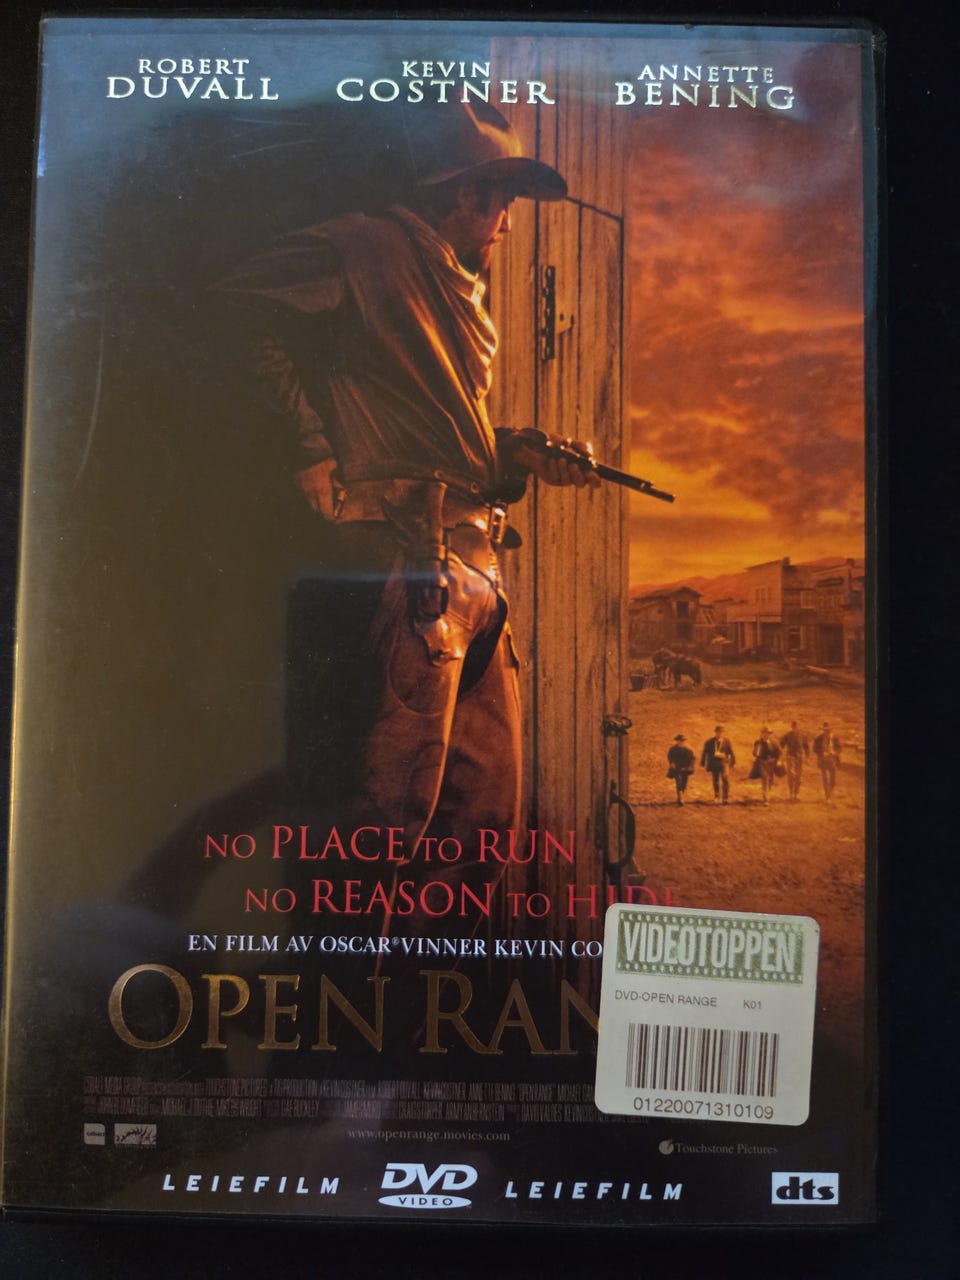 ROBERT DUVALL
KEVIN COSTNER
ANNETTE BENING
NO PLACE TO RUN
NO REASON TO HIDE
EN FILM AV OSCAR® VINNER KEVIN CO
OPEN RAN
VIDEOTOPPEN
DVD-OPEN RANGE K01
01220071310109
www.openrange.movies.com
Touchstone Pictures
LEIEFILM DVD VIDEO LEIEFILM dts